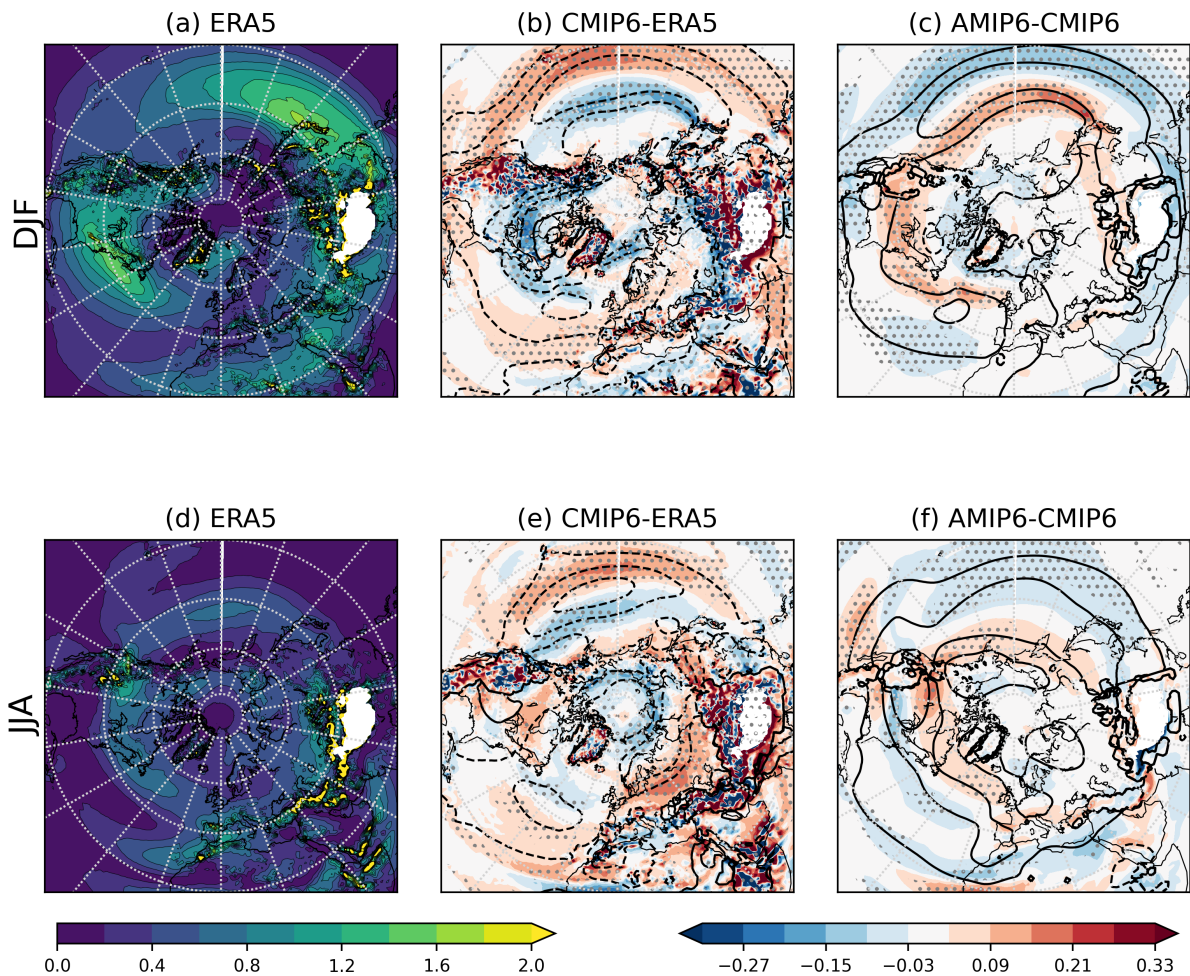 (a) ERA5
(b) CMIP6-ERA5
(c) AMIP6-CMIP6
DJF
(d) ERA5
(e) CMIP6-ERA5
(f) AMIP6-CMIP6
JJA
0.0 0.4 0.8 1.2 1.6 2.0
−0.27 −0.15 −0.03 0.09 0.21 0.33